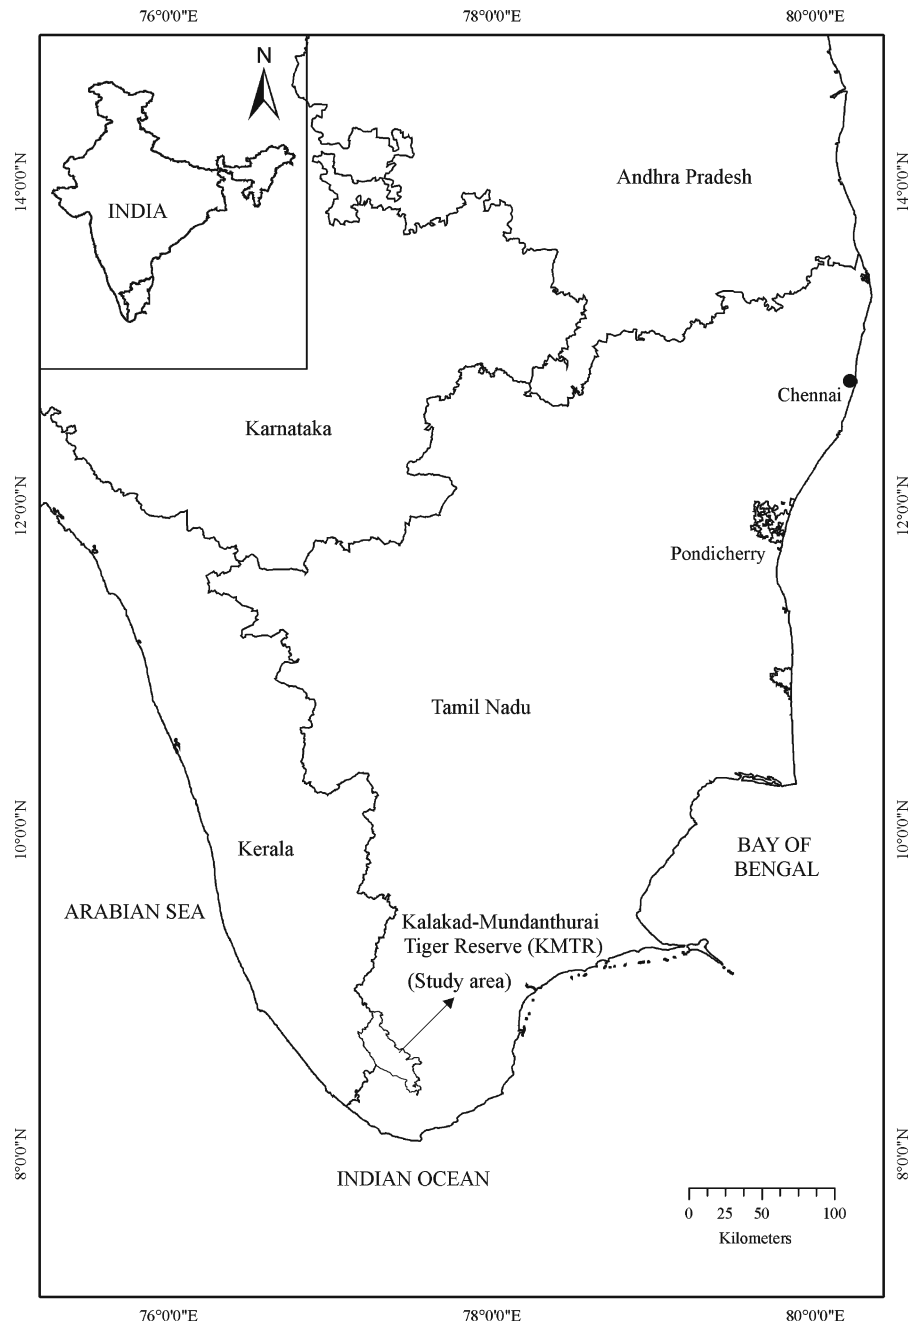 76°0'0"E
78°0'0"E
80°0'0"E
N
INDIA
14°0'0"N
14°0'0"N
Andhra Pradesh
Chennai
Karnataka
12°0'0"N
12°0'0"N
Pondicherry
Tamil Nadu
10°0'0"N
10°0'0"N
Kerala
BAY OF
BENGAL
ARABIAN SEA
Kalakad-Mundanthurai
Tiger Reserve (KMTR)
(Study area)
8°0'0"N
8°0'0"N
INDIAN OCEAN
0 25 50 100
Kilometers
76°0'0"E
78°0'0"E
80°0'0"E